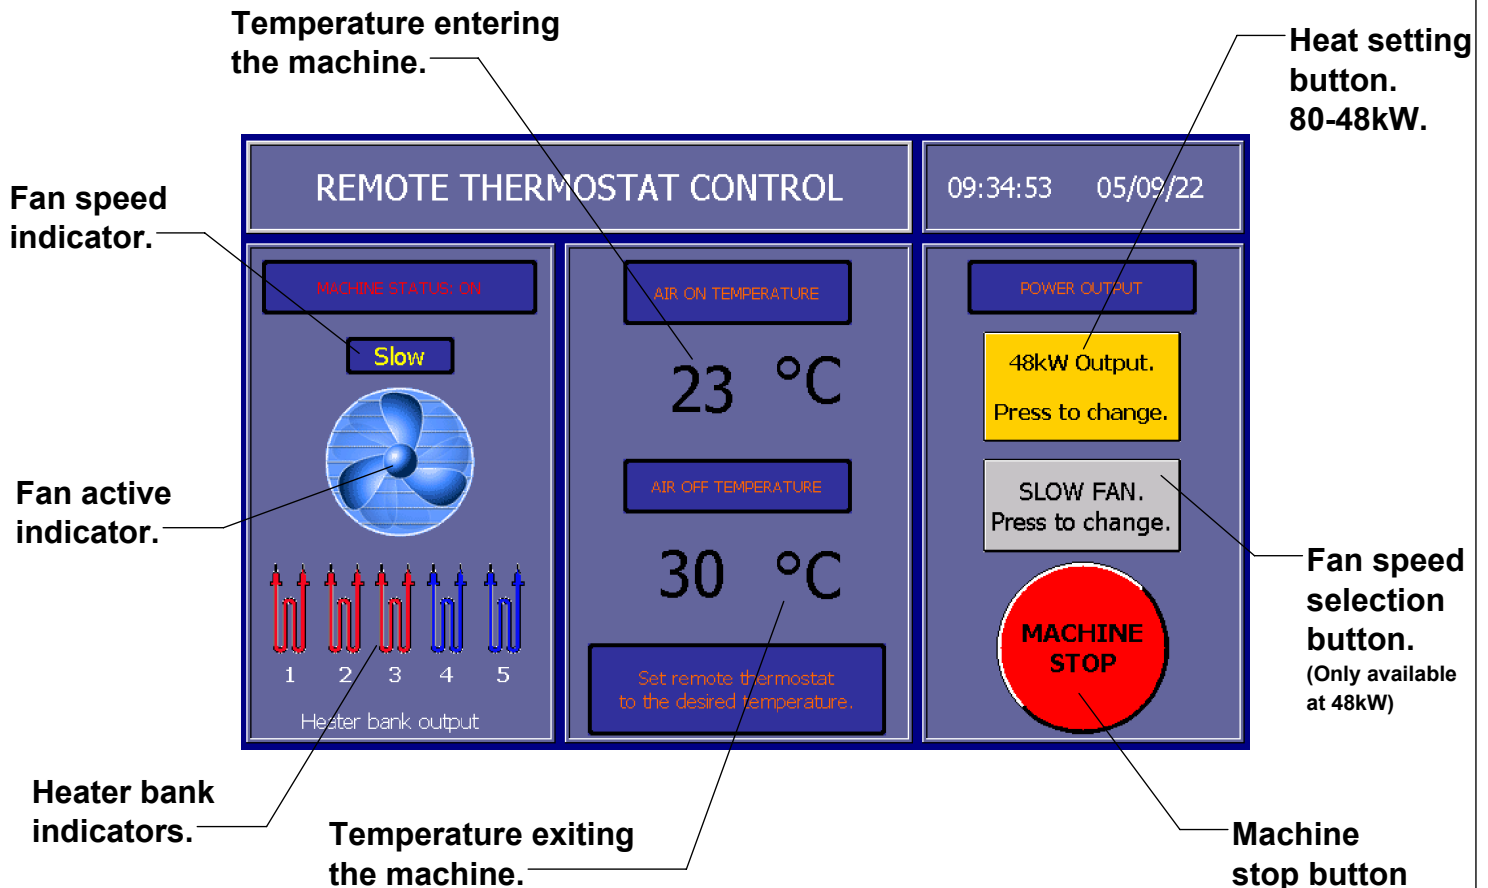 Temperature entering
the machine.
Heat setting
button.
80-48kW.
Fan speed
indicator.
REMOTE THERMOSTAT CONTROL
09:34:53 05/09/22
MACHINE STATUS: ON
Slow
Fan active
indicator.
1 2 3 4 5
Heater bank output
AIR ON TEMPERATURE
23 °C
AIR OFF TEMPERATURE
30 °C
Set remote thermostat
to the desired temperature.
POWER OUTPUT
48kW Output.
Press to change.
SLOW FAN.
Press to change.
MACHINE
STOP
Fan speed
selection
button.
(Only available
at 48kW)
Heater bank
indicators.
Temperature exiting
the machine.
Machine
stop button